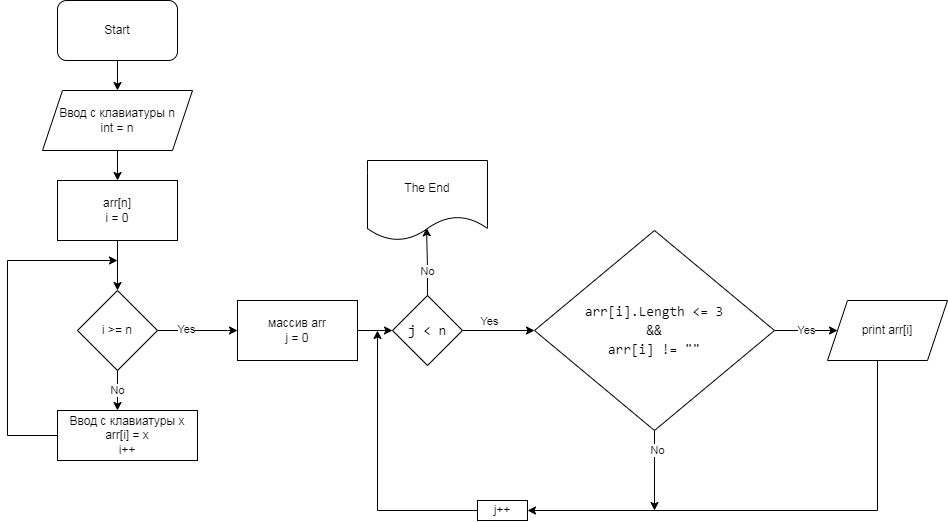 Start
Ввод с клавиатуры n
int = n
arr[n]
i = 0
i >= n
Yes
No
Ввод с клавиатуры x
arr[i] = x
i++
массив arr
j = 0
The End
No
j < n
Yes
arr[i].Length <= 3
&&
arr[i] != ""
Yes
print arr[i]
No
j++